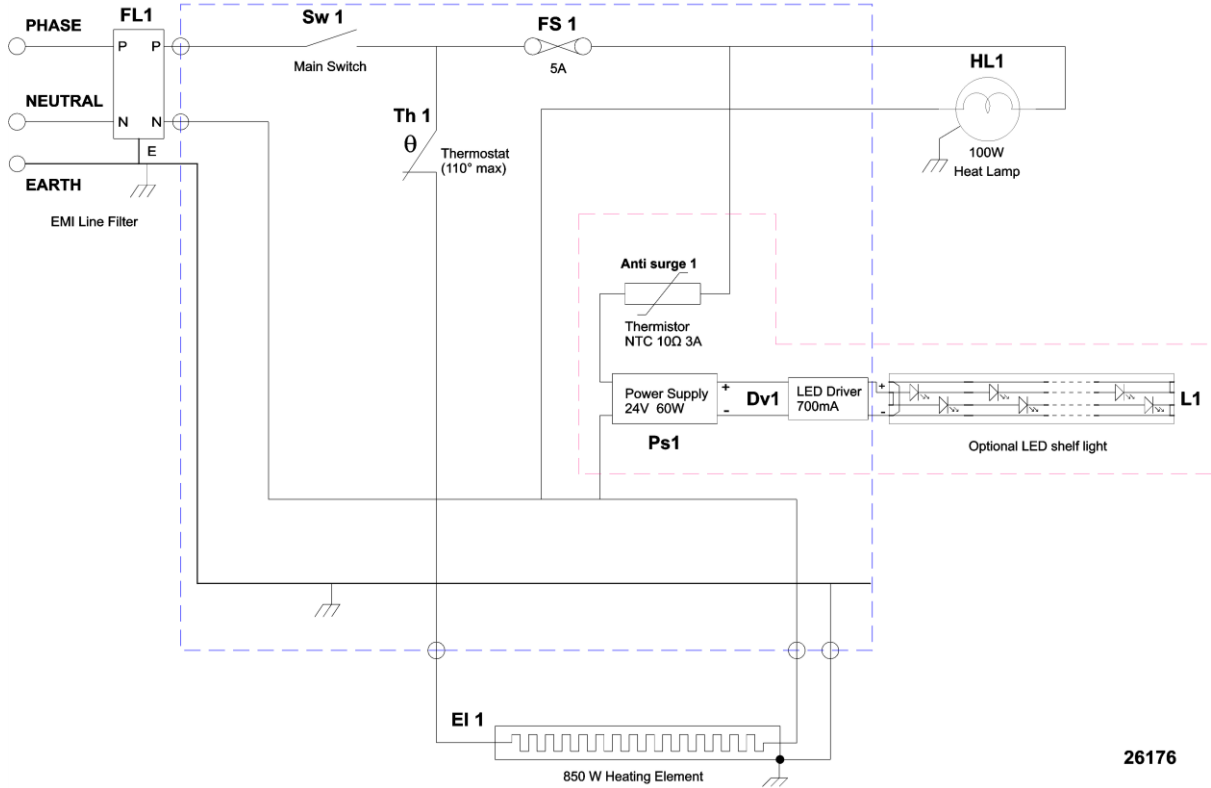 PHASE
FL1
Sw 1
FS 1
P P
Main Switch
5A
HL1
NEUTRAL
N N
Th 1
θ
Thermostat
(110° max)
E
EARTH
100W
Heat Lamp
EMI Line Filter
Anti surge 1
Thermistor
NTC 10Ω 3A
Power Supply
24V 60W
+
-
Dv1
LED Driver
700mA
+
-
L1
Ps1
Optional LED shelf light
El 1
850 W Heating Element
26176